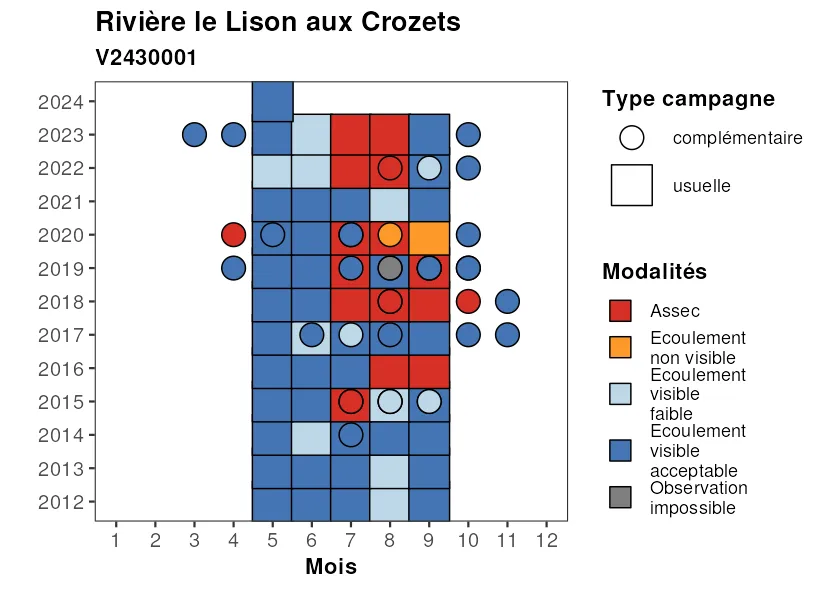 Rivière le Lison aux Crozets
V2430001
2024
2023
2022
2021
2020
2019
2018
2017
2016
2015
2014
2013
2012
1 2 3 4 5 6 7 8 9 10 11 12
Mois
Type campagne
complémentaire
usuelle
Modalités
Assec
Ecoulement
non visible
Ecoulement
visible
faible
Ecoulement
visible
acceptable
Observation
impossible